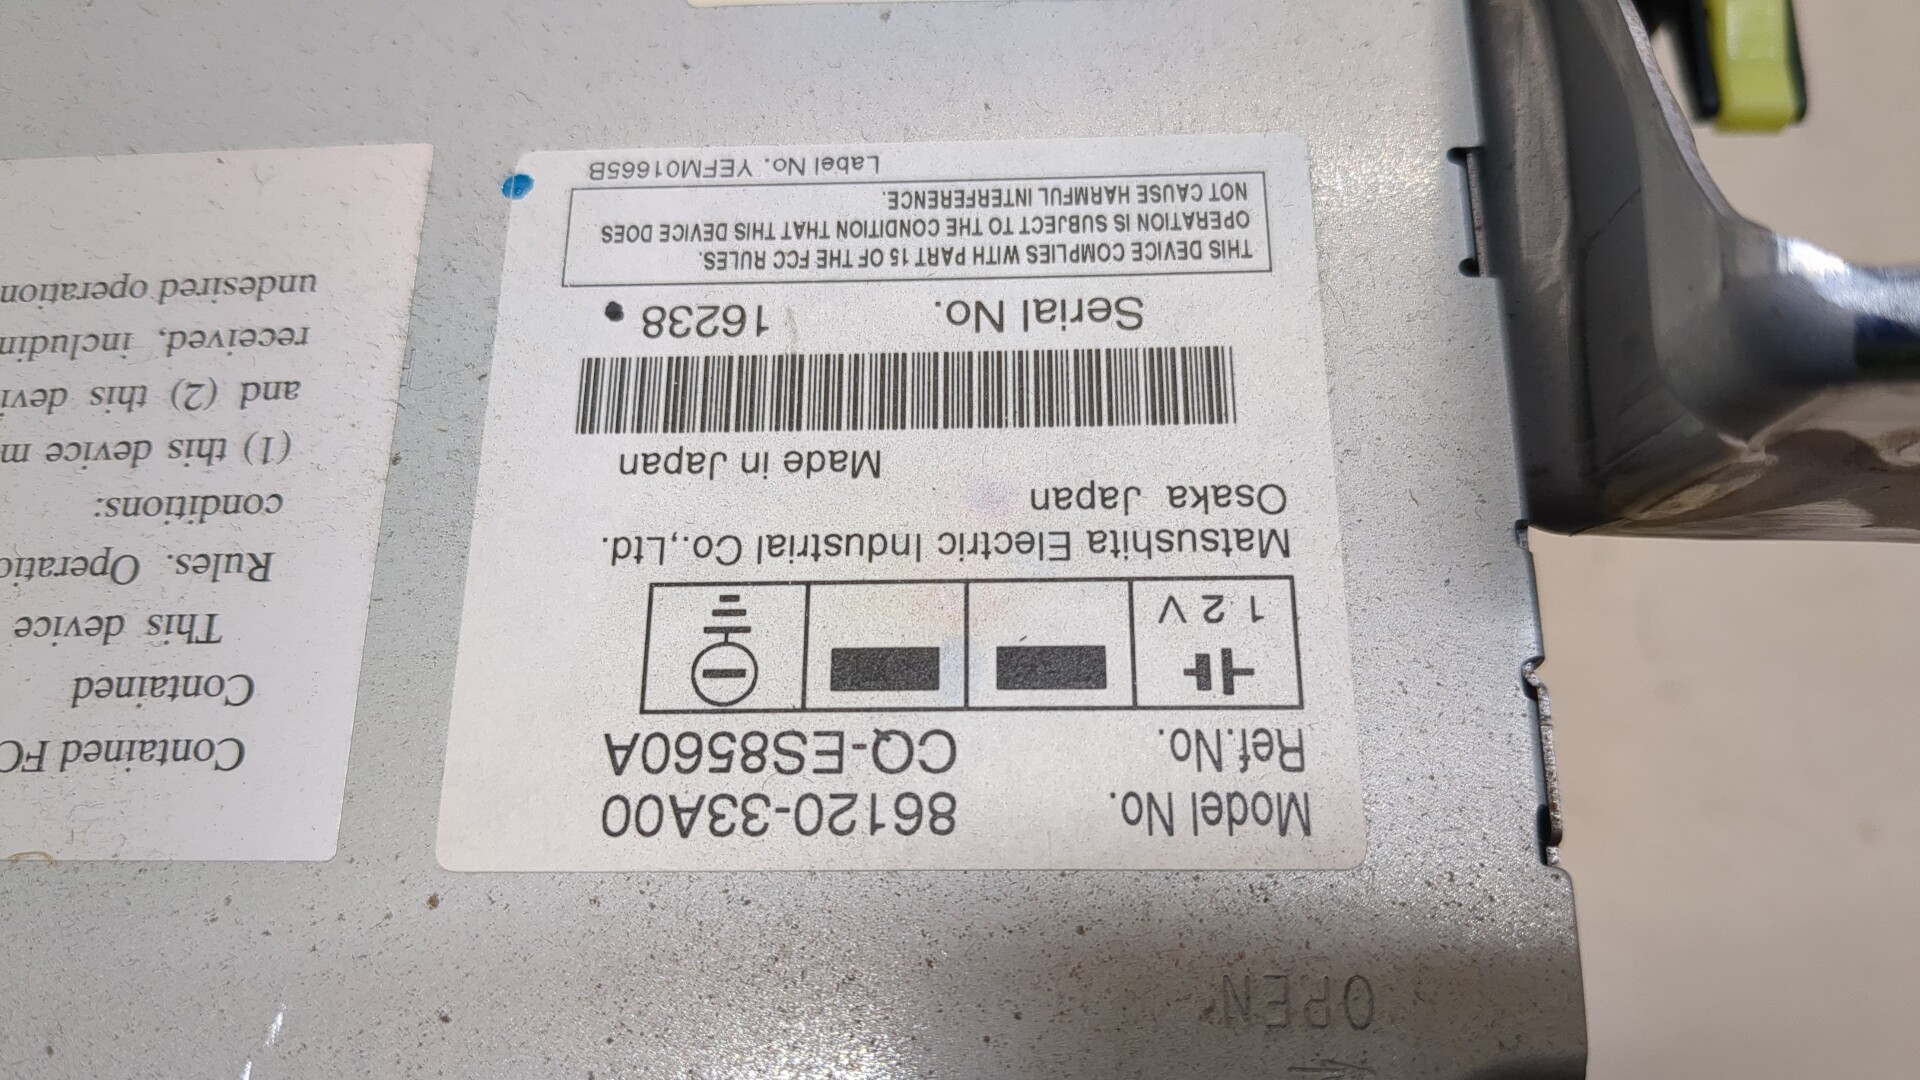 Model No. 86120-33A00
Ref.No. CQ-ES8560A
12V
Matsushita Electric Industrial Co.,Ltd.
Osaka Japan
Made in Japan
Serial No. 16238
THIS DEVICE COMPLIES WITH PART 15 OF THE FCC RULES.
OPERATION IS SUBJECT TO THE CONDITION THAT THIS DEVICE DOES
NOT CAUSE HARMFUL INTERFERENCE.
Label No. YEFM01665B
Contained FC
Contained
This device
Rules. Operatio
conditions:
(1) this device m
and (2) this devi
received, includin
undesired operation
OPEN